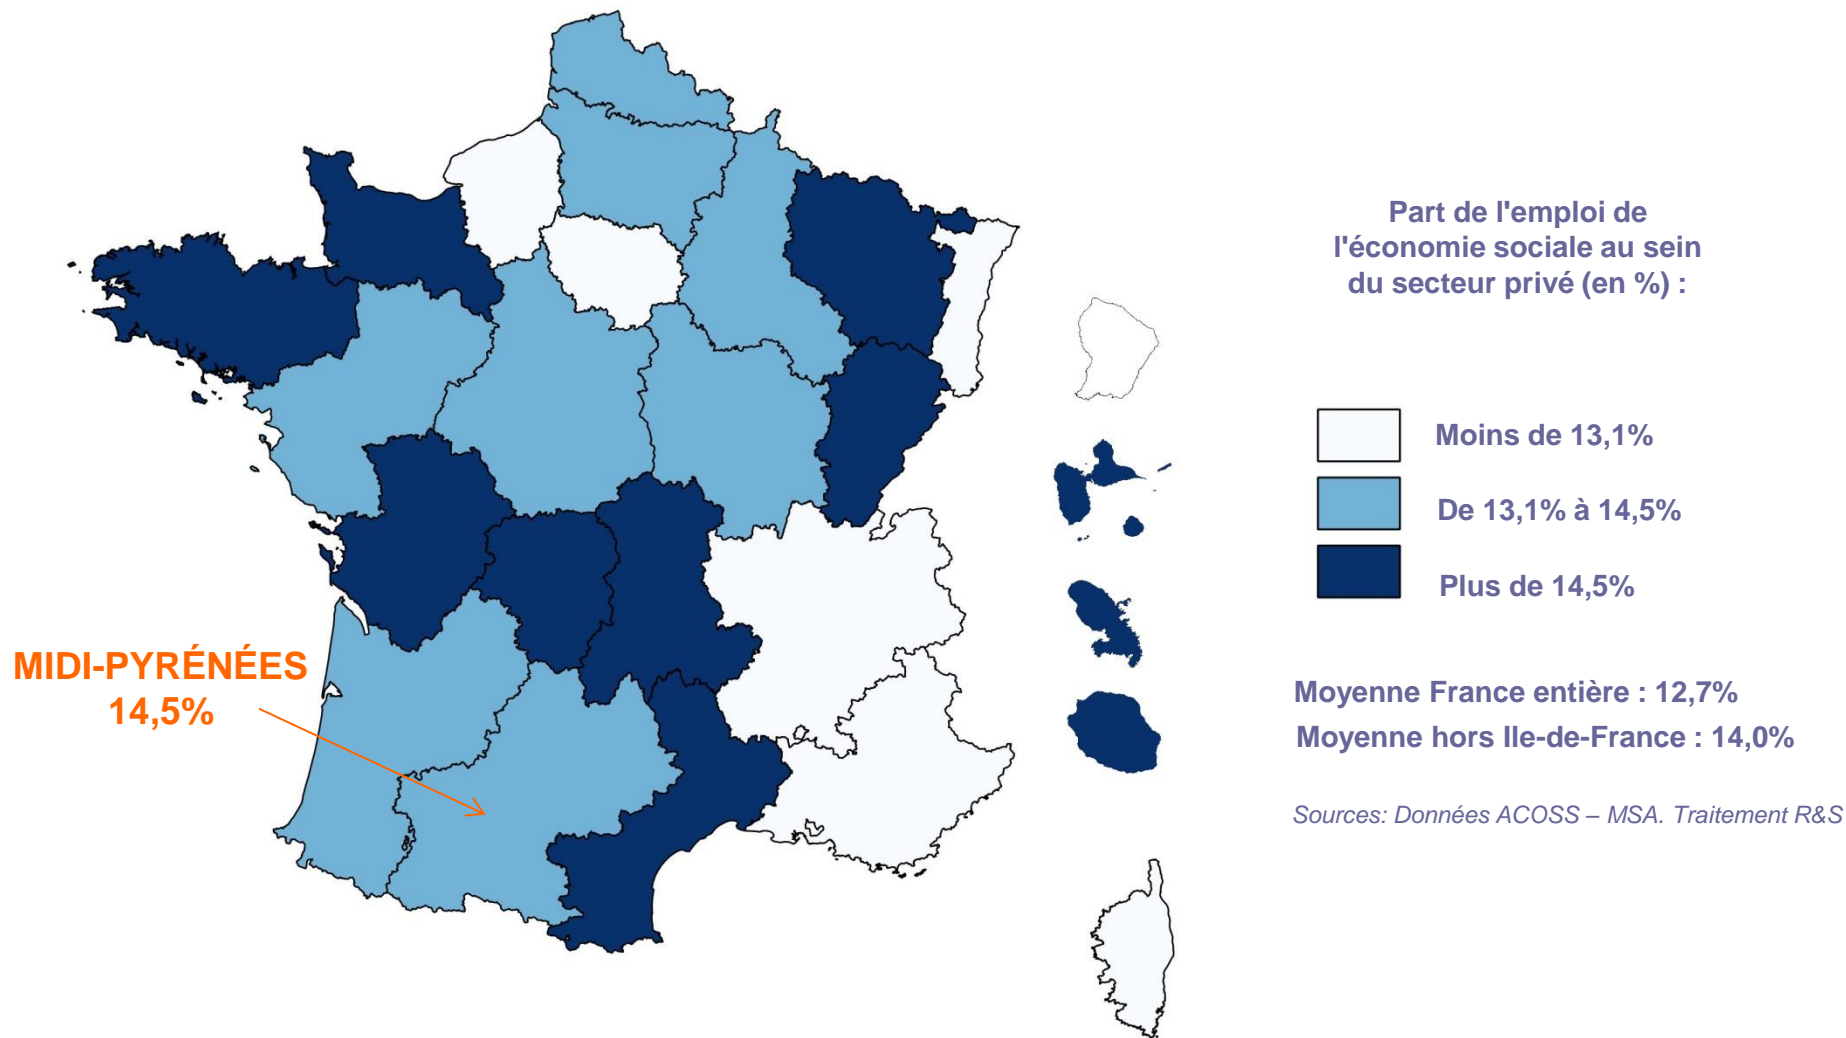 MIDI-PYRÉNÉES
14,5%
Part de l'emploi de
l'économie sociale au sein
du secteur privé (en %) :
Moins de 13,1%
De 13,1% à 14,5%
Plus de 14,5%
Moyenne France entière : 12,7%
Moyenne hors Ile-de-France : 14,0%
Sources: Données ACOSS – MSA. Traitement R&S